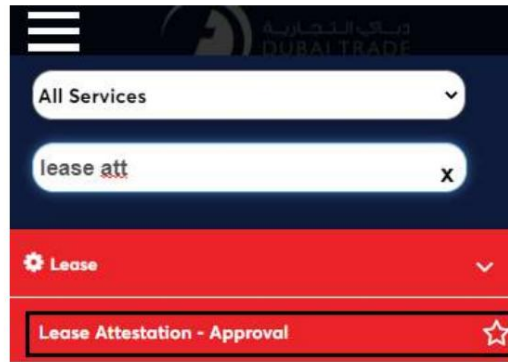 دبي التجارية
DUBAI TRADE
All Services
lease att
x
Lease
Lease Attestation - Approval